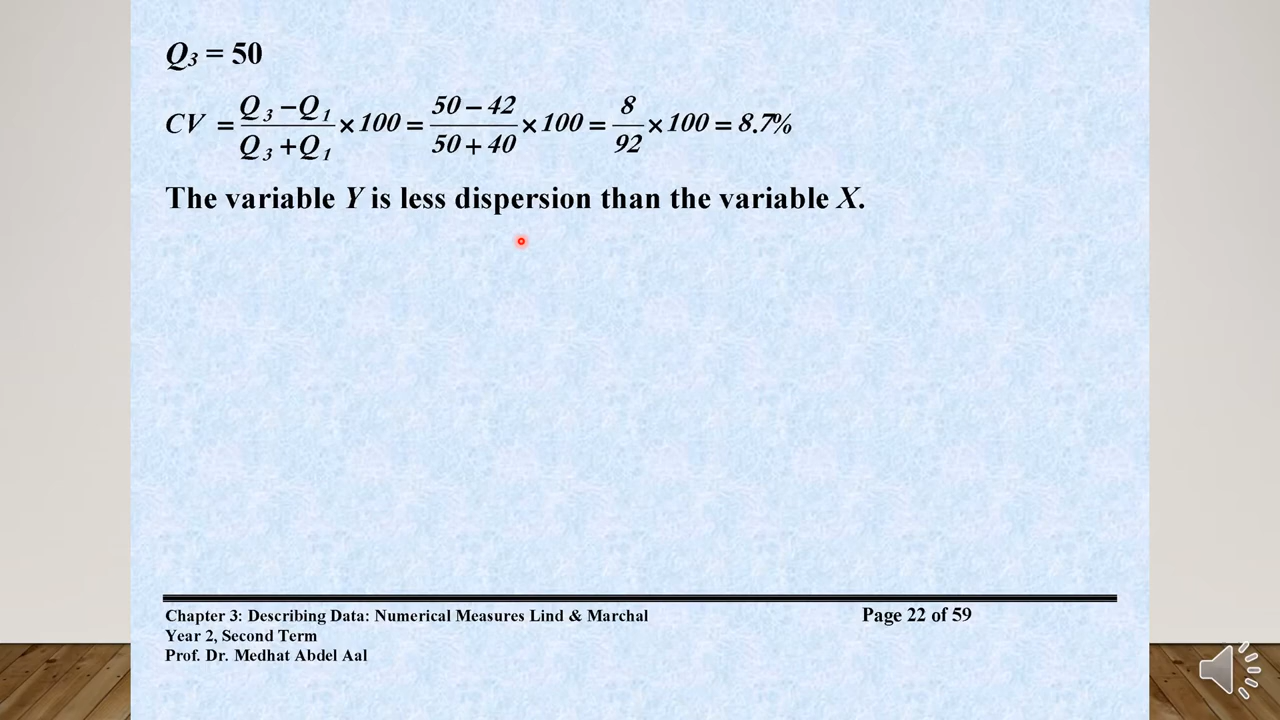 Q₃ = 50
CV = (Q₃ − Q₁)/(Q₃ + Q₁) × 100 = (50 − 42)/(50 + 40) × 100 = 8/92 × 100 = 8.7%
The variable Y is less dispersion than the variable X.
Chapter 3: Describing Data: Numerical Measures Lind & Marchal Page 22 of 59
Year 2, Second Term
Prof. Dr. Medhat Abdel Aal